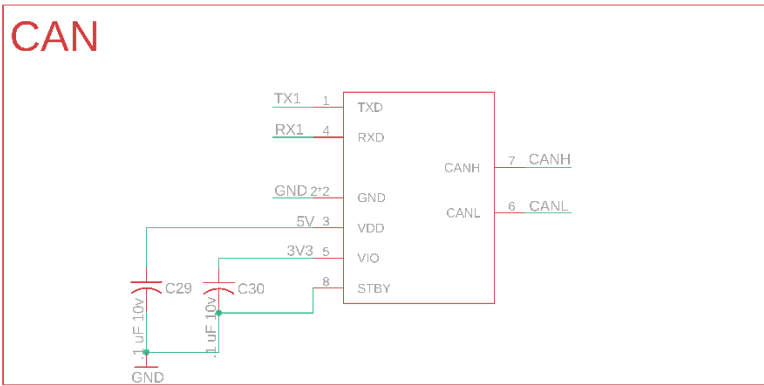 CAN
TX1 1 TXD
RX1 4 RXD
CANH 7 CANH
GND 2*2 GND
CANL 6 CANL
5V 3 VDD
3V3 5 VIO
8 STBY
C29
C30
.1 uF 10v
.1 uF 10v
GND